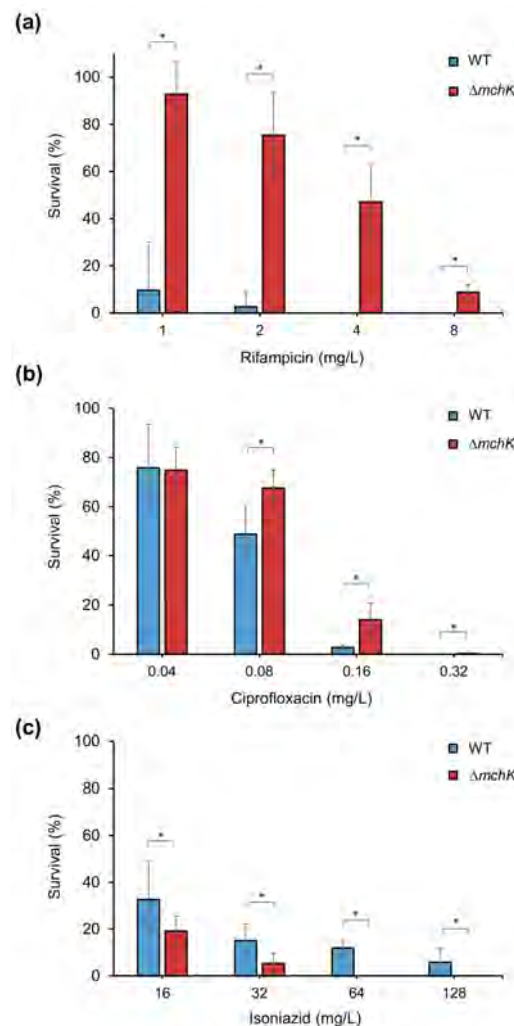 (a)
WT
ΔmchK
*
*
*
*
100
80
60
40
20
0
Survival (%)
1 2 4 8
Rifampicin (mg/L)
(b)
WT
ΔmchK
*
*
*
100
80
60
40
20
0
Survival (%)
0.04 0.08 0.16 0.32
Ciprofloxacin (mg/L)
(c)
WT
ΔmchK
*
*
*
*
100
80
60
40
20
0
Survival (%)
16 32 64 128
Isoniazid (mg/L)